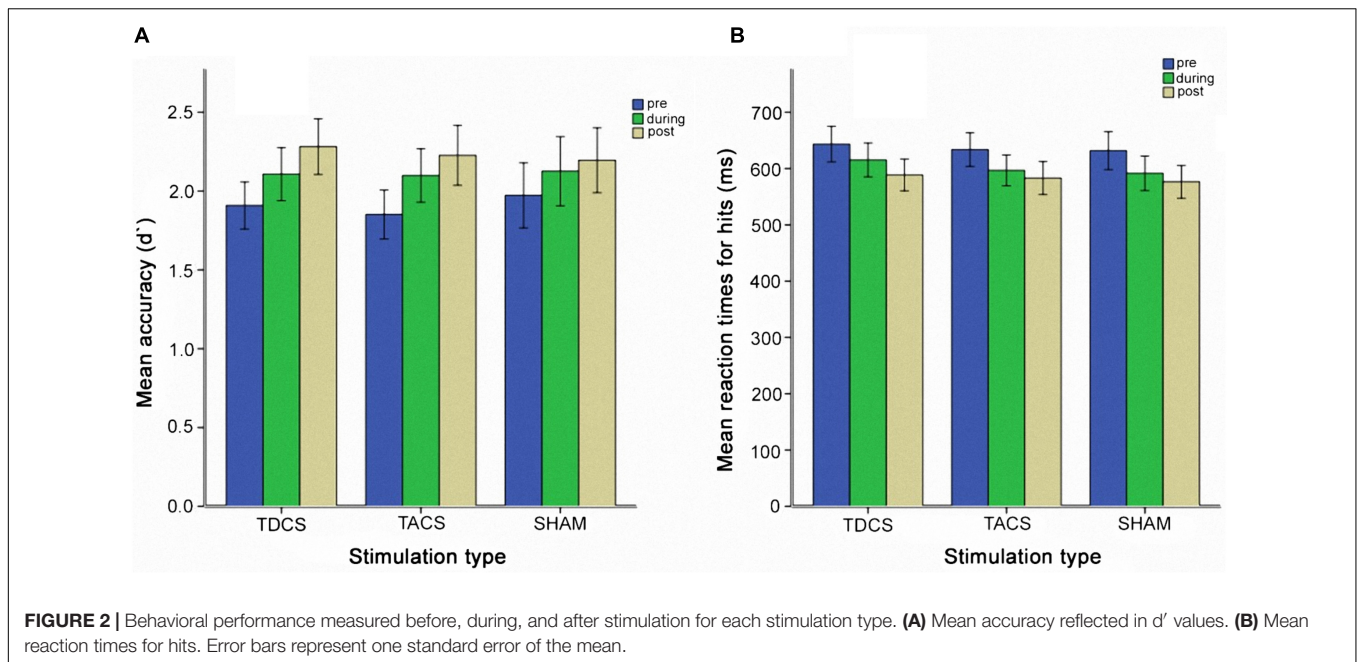 A
Mean accuracy (d`)
2.5
2.0
1.5
1.0
0.5
0.0
pre
during
post
TDCS TACS SHAM
Stimulation type
B
Mean reaction times for hits (ms)
700
600
500
400
300
200
100
0
pre
during
post
TDCS TACS SHAM
Stimulation type
FIGURE 2 | Behavioral performance measured before, during, and after stimulation for each stimulation type. (A) Mean accuracy reflected in d′ values. (B) Mean
reaction times for hits. Error bars represent one standard error of the mean.